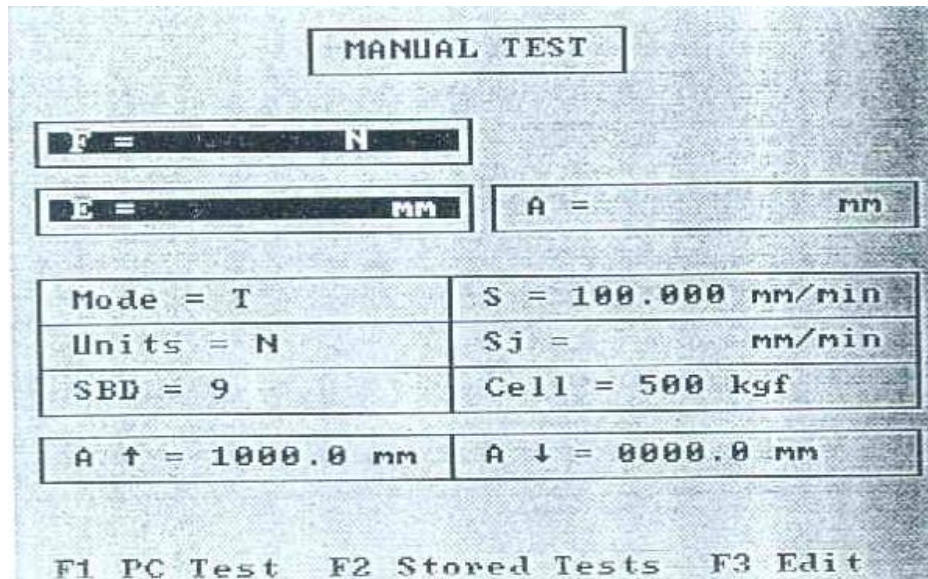 MANUAL TEST
F = N
E = mm A = mm
Mode = T S = 100.000 mm/min
Units = N Sj = mm/min
SBD = 9 Cell = 500 kgf
A ↑ = 1000.0 mm A ↓ = 0000.0 mm
F1 PC Test F2 Stored Tests F3 Edit